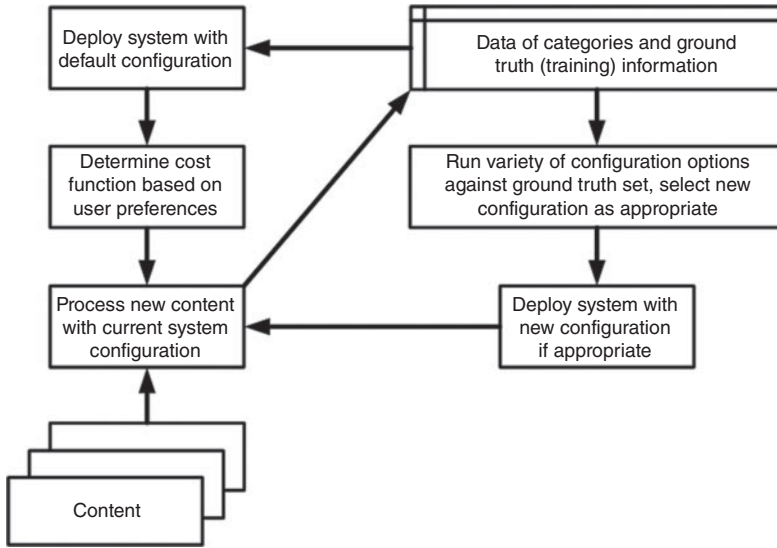 Deploy system with
default configuration
Data of categories and ground
truth (training) information
Determine cost
function based on
user preferences
Run variety of configuration options
against ground truth set, select new
configuration as appropriate
Process new content
with current system
configuration
Deploy system with
new configuration
if appropriate
Content